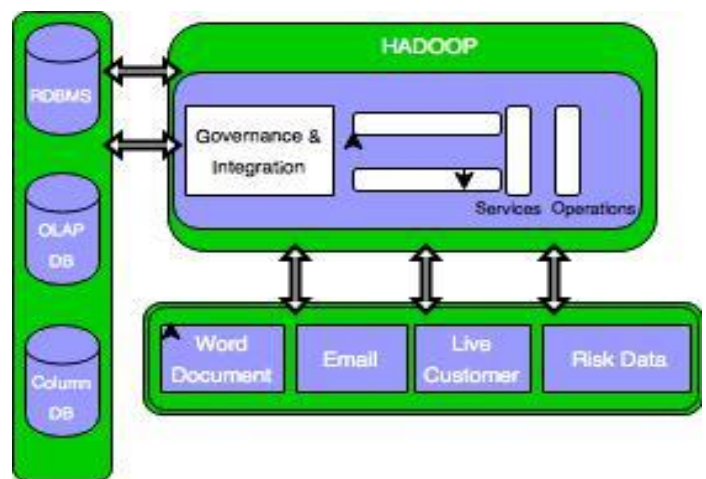 HADOOP
RDBMS
OLAP
DB
Column
DB
Governance &
Integration
Services
Operations
Word
Document
Email
Live
Customer
Risk Data